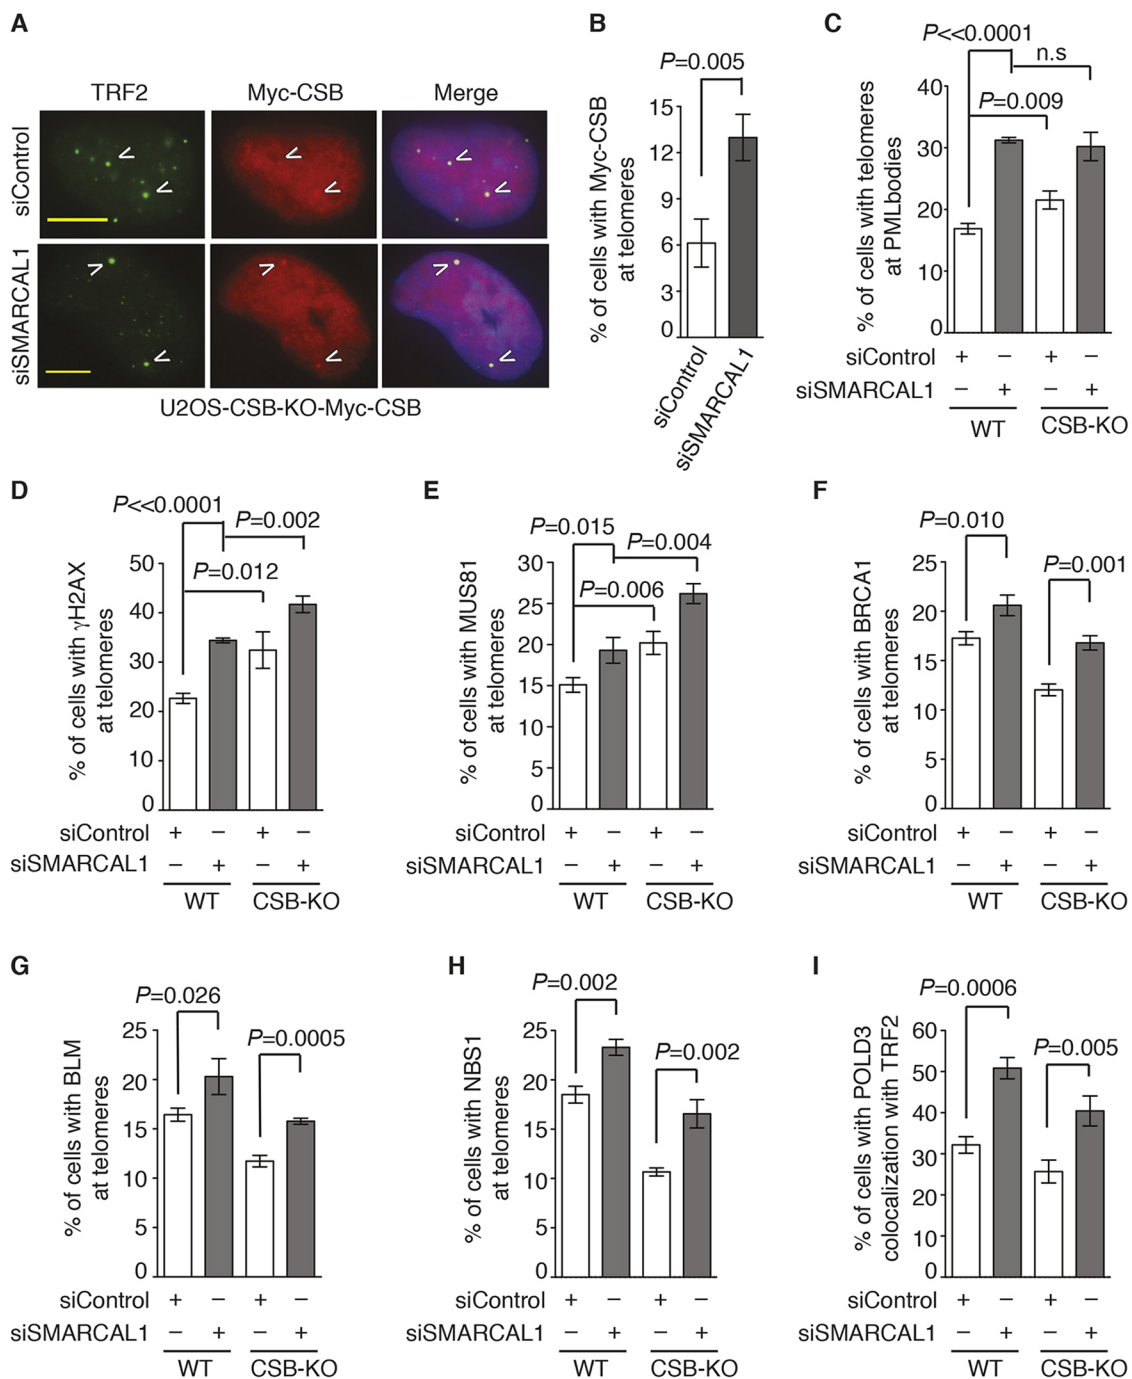 A
TRF2
Myc-CSB
Merge
siControl
siSMARCAL1
U2OS-CSB-KO-Myc-CSB
B
P=0.005
% of cells with Myc-CSB
at telomeres
15
12
9
6
3
0
siControl
siSMARCAL1
C
P<<0.0001
n.s
P=0.009
% of cells with telomeres
at PMLbodies
40
30
20
10
0
siControl + − + −
siSMARCAL1 − + − +
WT CSB-KO
D
P<<0.0001
P=0.002
P=0.012
% of cells with γH2AX
at telomeres
50
40
30
20
10
0
siControl + − + −
siSMARCAL1 − + − +
WT CSB-KO
E
P=0.015
P=0.004
P=0.006
% of cells with MUS81
at telomeres
30
25
20
15
10
5
0
siControl + − + −
siSMARCAL1 − + − +
WT CSB-KO
F
P=0.010
P=0.001
% of cells with BRCA1
at telomeres
25
20
15
10
5
0
siControl + − + −
siSMARCAL1 − + − +
WT CSB-KO
G
P=0.026
P=0.0005
% of cells with BLM
at telomeres
25
20
15
10
5
0
siControl + − + −
siSMARCAL1 − + − +
WT CSB-KO
H
P=0.002
P=0.002
% of cells with NBS1
at telomeres
25
20
15
10
5
0
siControl + − + −
siSMARCAL1 − + − +
WT CSB-KO
I
P=0.0006
P=0.005
% of cells with POLD3
colocalization with TRF2
60
50
40
30
20
10
0
siControl + − + −
siSMARCAL1 − + − +
WT CSB-KO